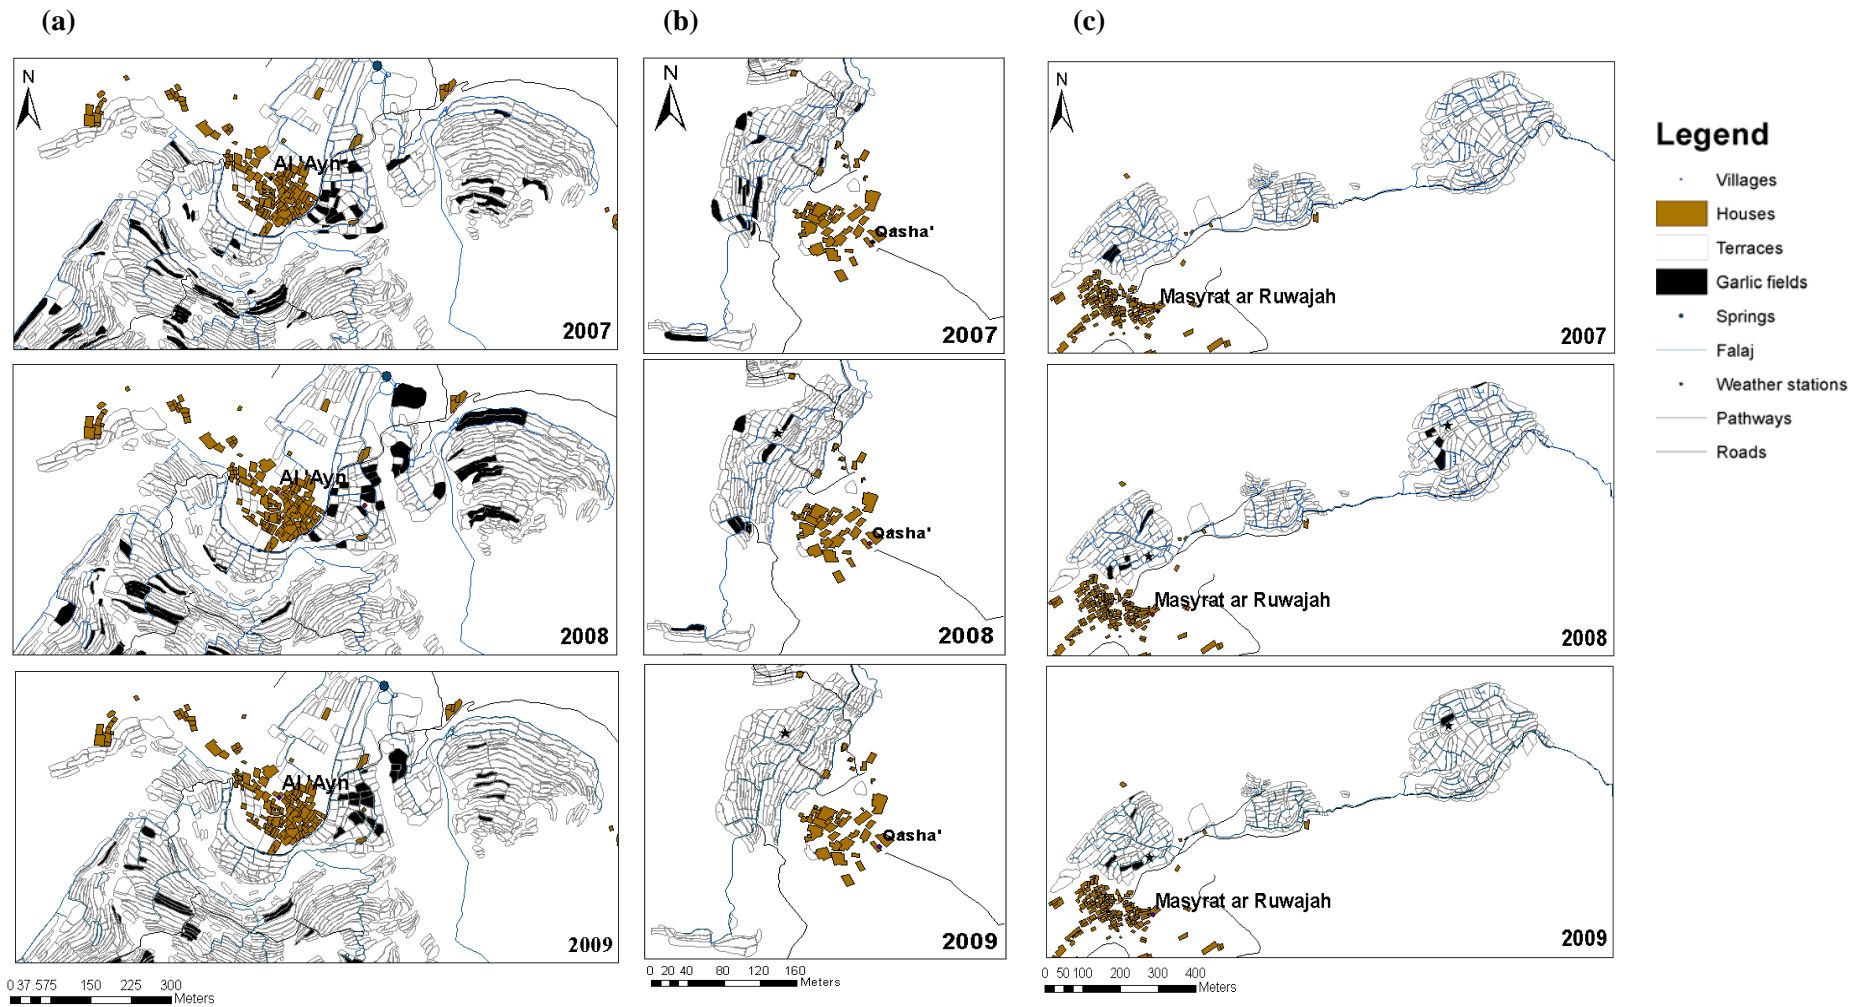 (a)
(b)
(c)
N
Al 'Ayn
2007
N
Qasha'
2007
N
Masyrat ar Ruwajah
2007
Legend
Villages
Houses
Terraces
Garlic fields
Springs
Falaj
Weather stations
Pathways
Roads
Al 'Ayn
2008
Qasha'
2008
Masyrat ar Ruwajah
2008
Al 'Ayn
2009
Qasha'
2009
Masyrat ar Ruwajah
2009
0 37.575 150 225 300
Meters
0 20 40 80 120 160
Meters
0 50 100 200 300 400
Meters